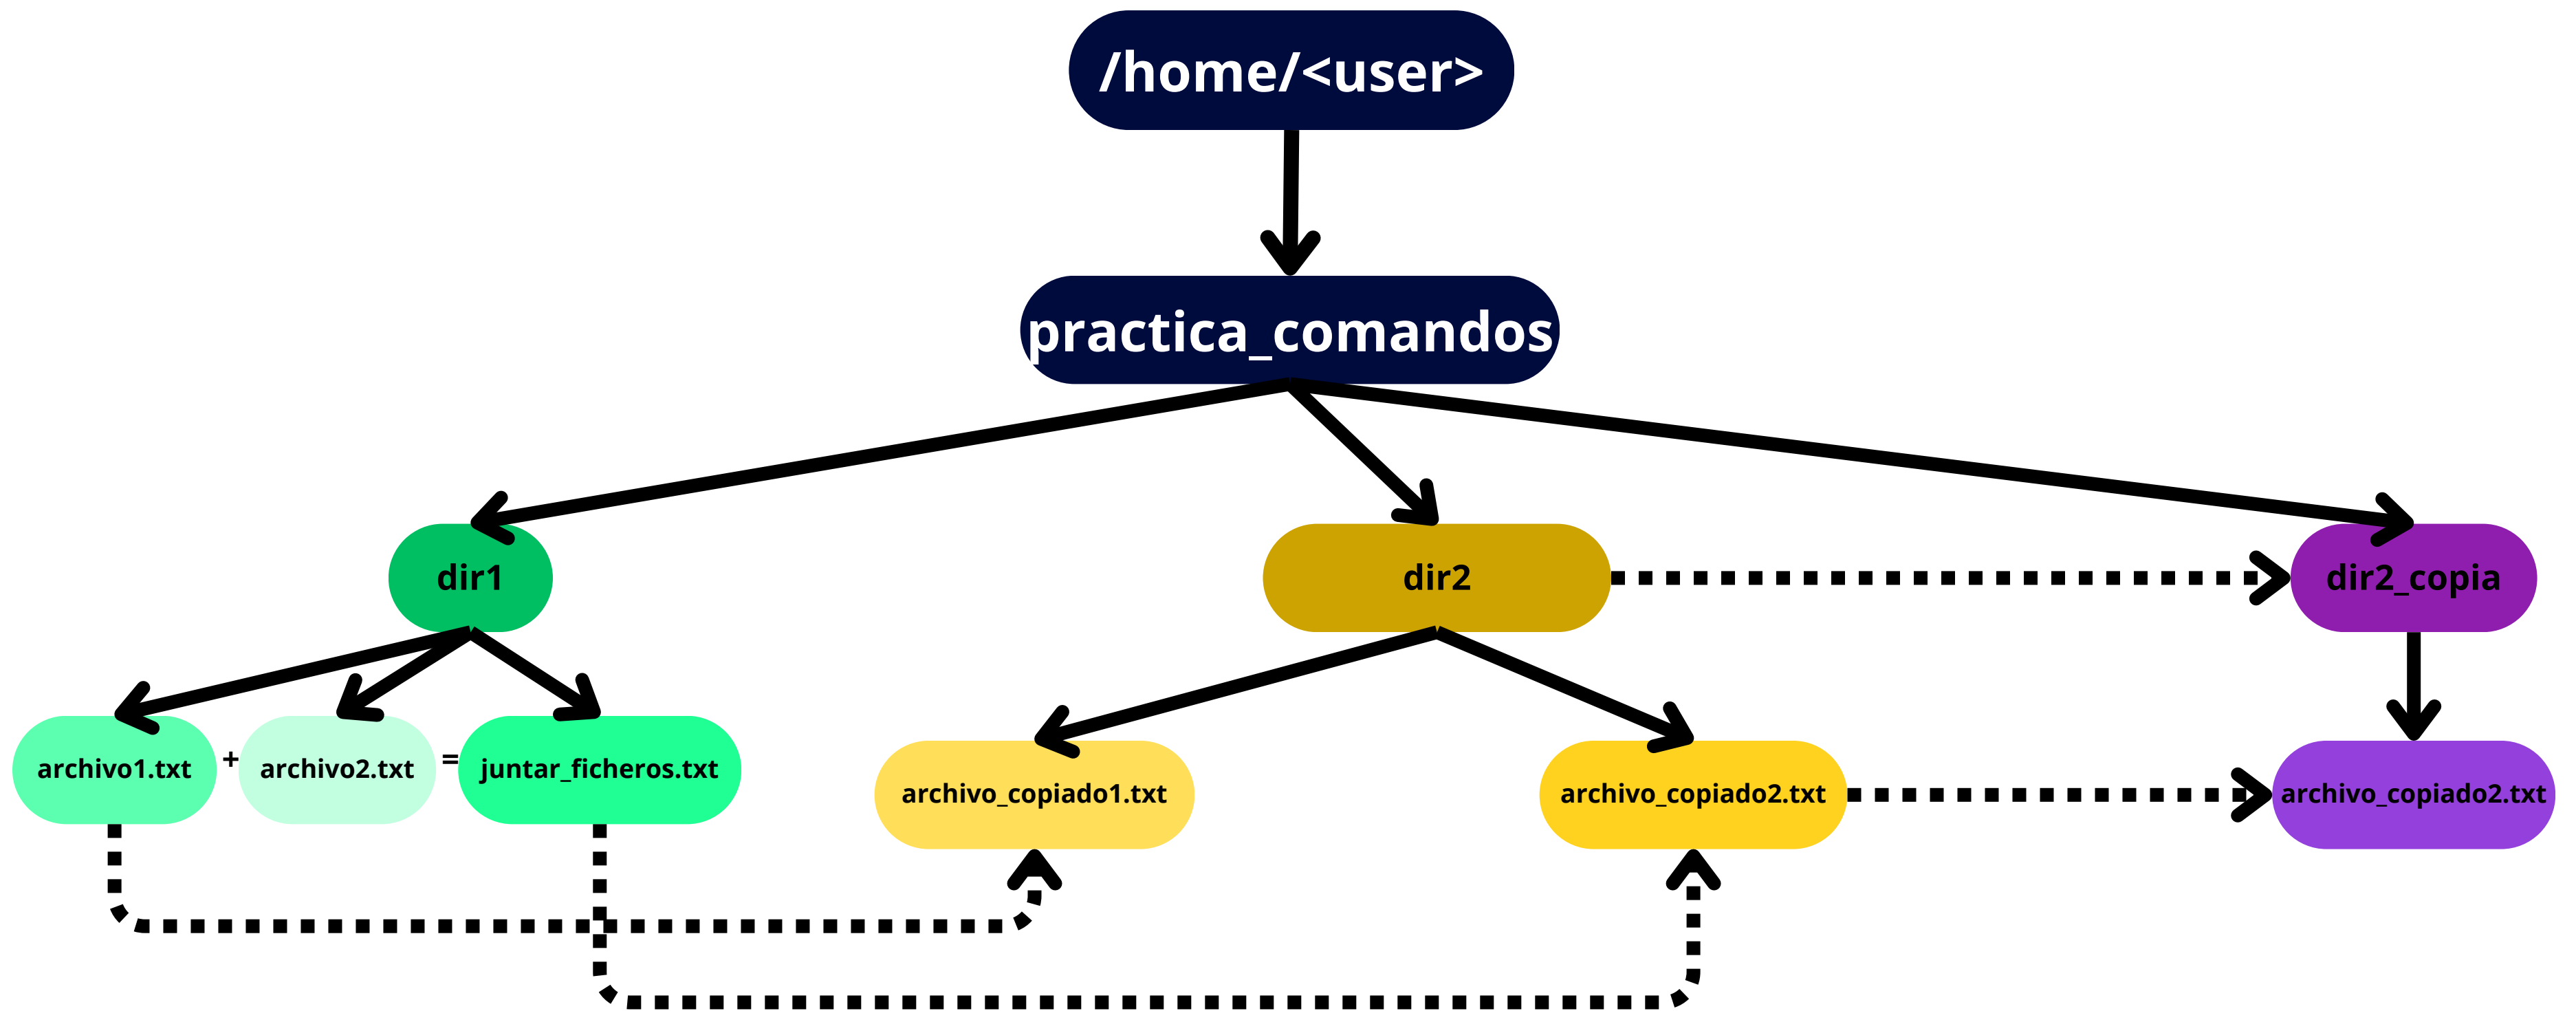 /home/<user>
practica_comandos
dir1
dir2
dir2_copia
archivo1.txt
+
archivo2.txt
=
juntar_ficheros.txt
archivo_copiado1.txt
archivo_copiado2.txt
archivo_copiado2.txt